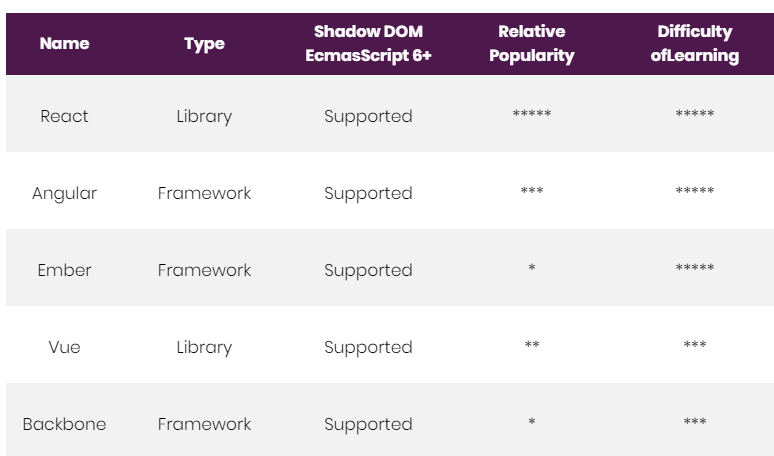 Name Type Shadow DOM EcmasScript 6+ Relative Popularity Difficulty ofLearning
React Library Supported ***** *****
Angular Framework Supported *** *****
Ember Framework Supported * *****
Vue Library Supported ** ***
Backbone Framework Supported * ***